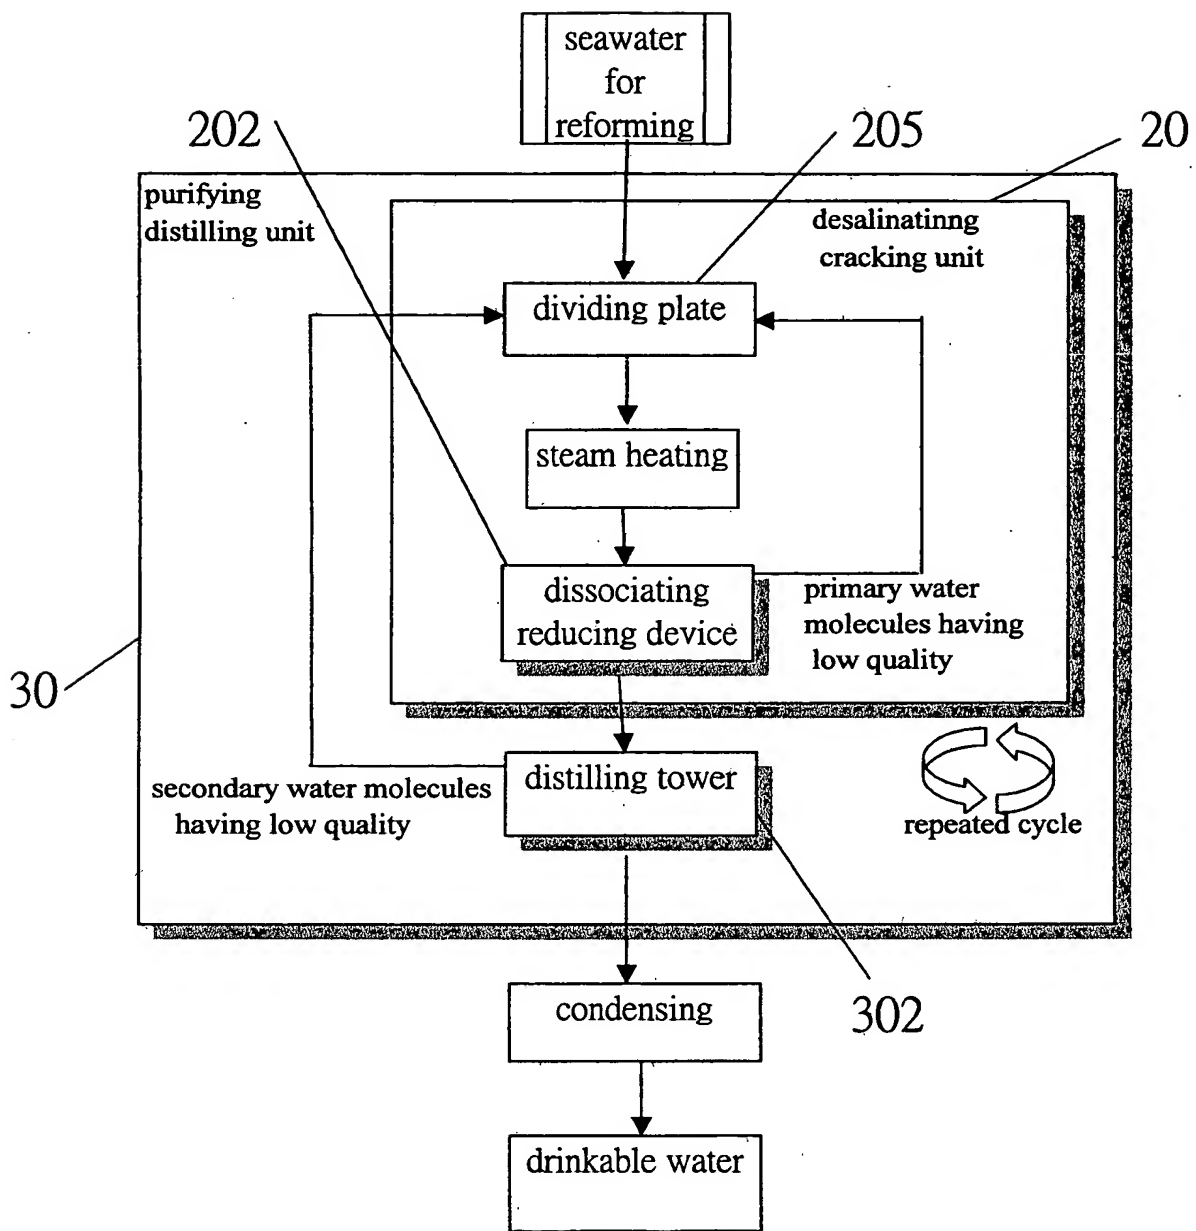 seawater
for
reforming
202
205
20
purifying
distilling unit
desalinatinng
cracking unit
dividing plate
steam heating
dissociating
reducing device
primary water
molecules having
low quality
30
distilling tower
secondary water molecules
having low quality
repeated cycle
302
condensing
drinkable water